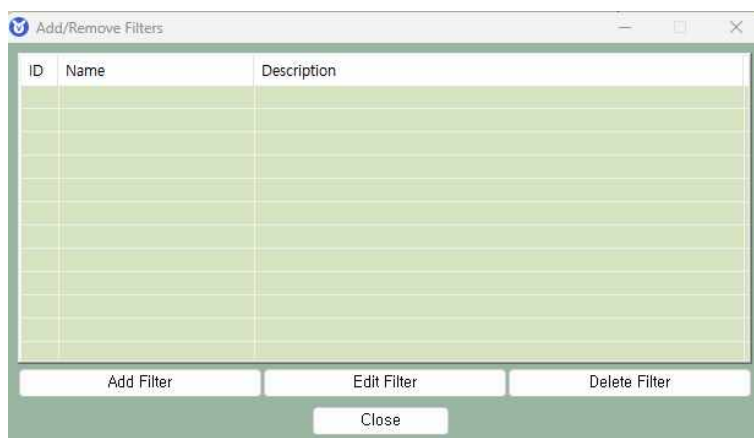 Add/Remove Filters
ID Name Description
Add Filter Edit Filter Delete Filter
Close